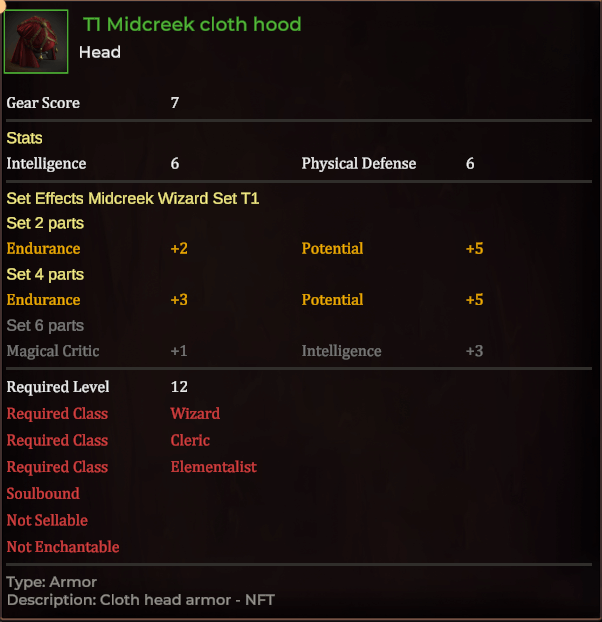 T1 Midcreek cloth hood
Head
Gear Score 7
Stats
Intelligence 6 Physical Defense 6
Set Effects Midcreek Wizard Set T1
Set 2 parts
Endurance +2 Potential +5
Set 4 parts
Endurance +3 Potential +5
Set 6 parts
Magical Critic +1 Intelligence +3
Required Level 12
Required Class Wizard
Required Class Cleric
Required Class Elementalist
Soulbound
Not Sellable
Not Enchantable
Type: Armor
Description: Cloth head armor - NFT